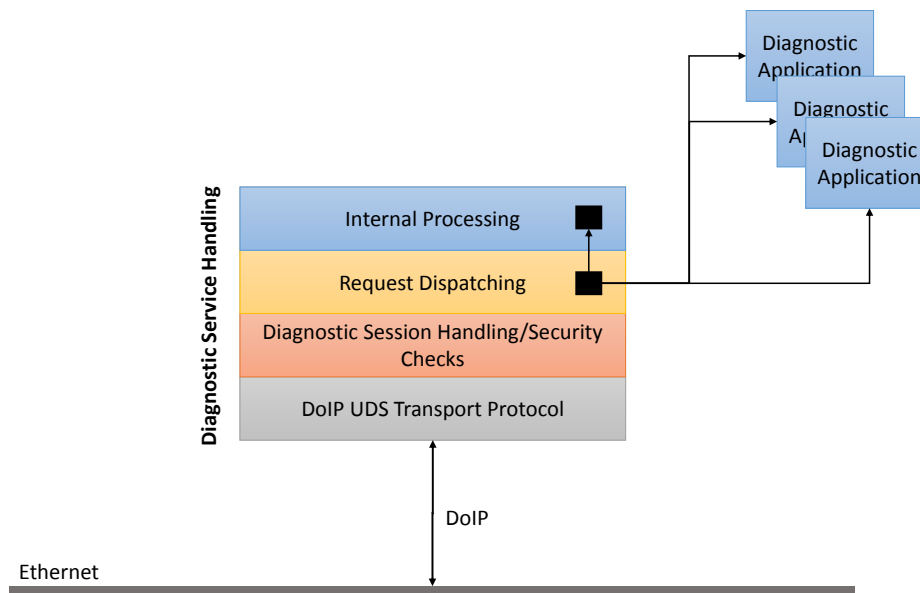 Diagnostic
Application
Diagnostic
Application
Diagnostic
Application
Diagnostic Service Handling
Internal Processing
Request Dispatching
Diagnostic Session Handling/Security
Checks
DoIP UDS Transport Protocol
DoIP
Ethernet